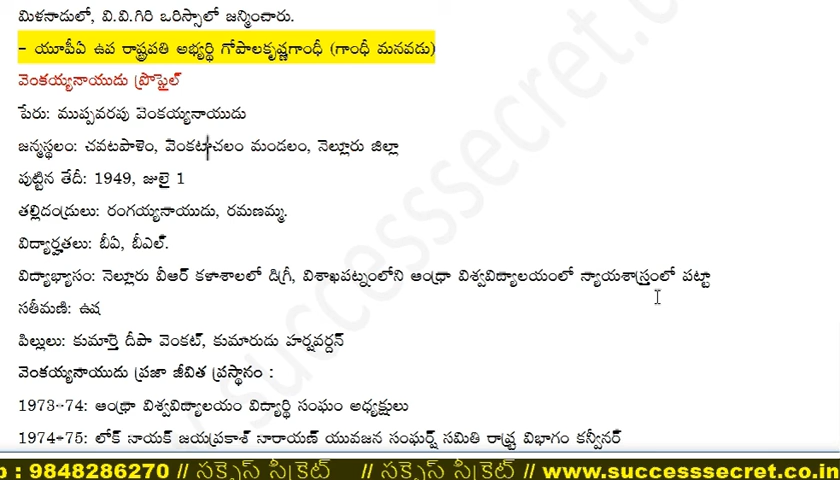 మిళనాడులో, వి.వి.గిరి ఒరిస్సాలో జన్మించారు.
- యూపీఏ ఉప రాష్ట్రపతి అభ్యర్థి గోపాలకృష్ణగాంధీ (గాంధీ మనవడు)
వెంకయ్యనాయుడు ప్రొఫైల్
పేరు: ముప్పవరపు వెంకయ్యనాయుడు
జన్మస్థలం: చవటపాళెం, వెంకటాచలం మండలం, నెల్లూరు జిల్లా
పుట్టిన తేదీ: 1949, జులై 1
తల్లిదండ్రులు: రంగయ్యనాయుడు, రమణమ్మ.
విద్యార్హతలు: బీఏ, బీఎల్.
విద్యాభ్యాసం: నెల్లూరు వీఆర్ కళాశాలలో డిగ్రీ, విశాఖపట్నంలోని ఆంధ్రా విశ్వవిద్యాలయంలో న్యాయశాస్త్రంలో పట్టా
సతీమణి: ఉష
పిల్లులు: కుమార్తె దీపా వెంకట్, కుమారుడు హర్షవర్దన్
వెంకయ్యనాయుడు ప్రజా జీవిత ప్రస్థానం :
1973-74: ఆంధ్రా విశ్వవిద్యాలయం విద్యార్థి సంఘం అధ్యక్షులు
1974-75: లోక్ నాయక్ జయప్రకాశ్ నారాయణ్ యువజన సంఘర్ష్ సమితి రాష్ట్ర విభాగం కన్వీనర్
p : 9848286270 // సక్సెస్ సీక్రెట్ // సక్సెస్ సీక్రెట్ // www.successsecret.co.in
successsecret.co